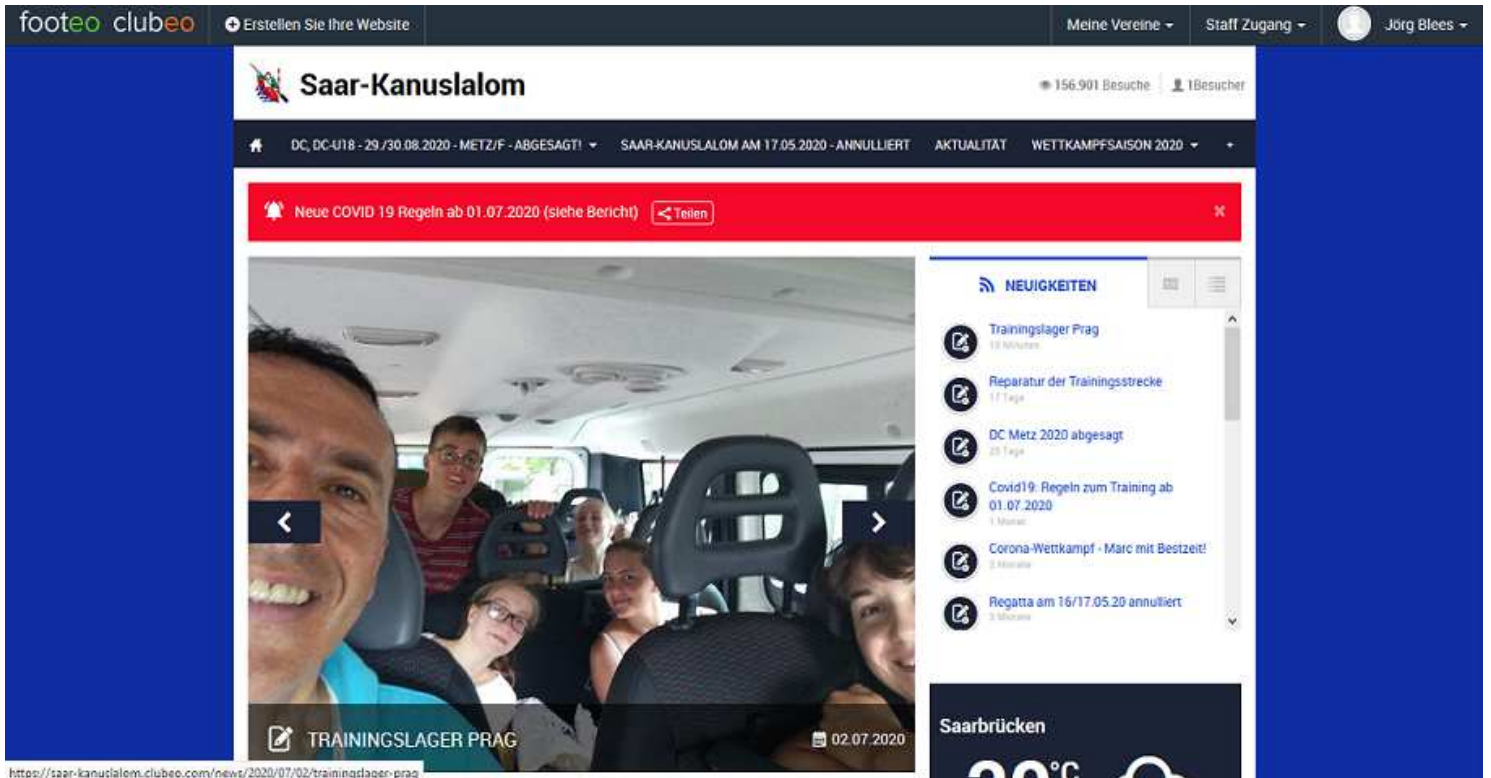 footeo clubeo Erstellen Sie Ihre Website Meine Vereine Staff Zugang Jörg Blees
Saar-Kanuslalom
156.901 Besuche 1Besucher
DC, DC-U18 - 29./30.08.2020 - METZ/F - ABGESAGT! SAAR-KANUSLALOM AM 17.05.2020 - ANNULLIERT AKTUALITÄT WETTKAMPFSAISON 2020 +
Neue COVID 19 Regeln ab 01.07.2020 (siehe Bericht) Teilen
TRAININGSLAGER PRAG 02.07.2020
NEUIGKEITEN
Trainingslager Prag
Reparatur der Trainingsstrecke
17 Tage
DC Metz 2020 abgesagt
Covid19: Regeln zum Training ab
01.07.2020
1 Monat
Corona-Wettkampf - Marc mit Bestzeit!
Regatta am 16/17.05.20 annulliert
Saarbrücken
°C
https://saar-kanuslalom.clubeo.com/news/2020/07/02/trainingslager-prag